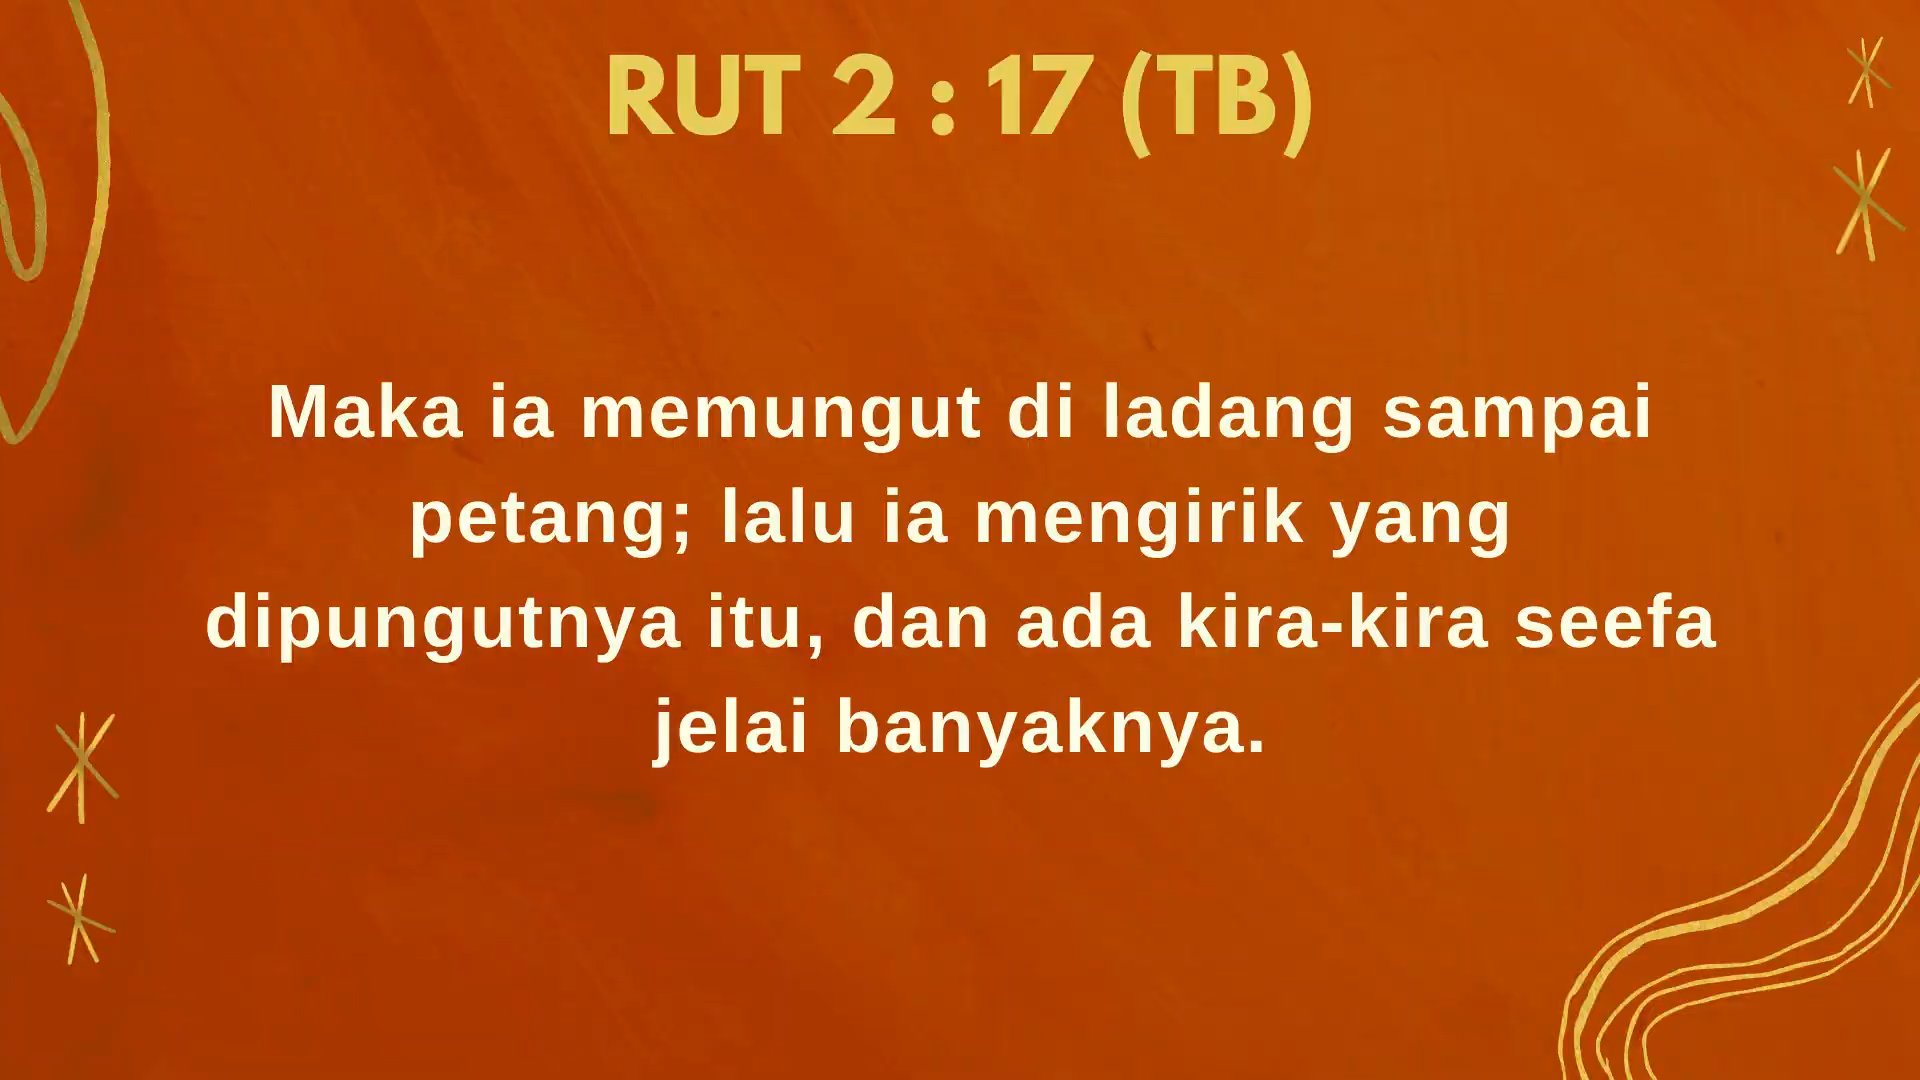 RUT 2 : 17 (TB)
Maka ia memungut di ladang sampai
petang; lalu ia mengirik yang
dipungutnya itu, dan ada kira-kira seefa
jelai banyaknya.